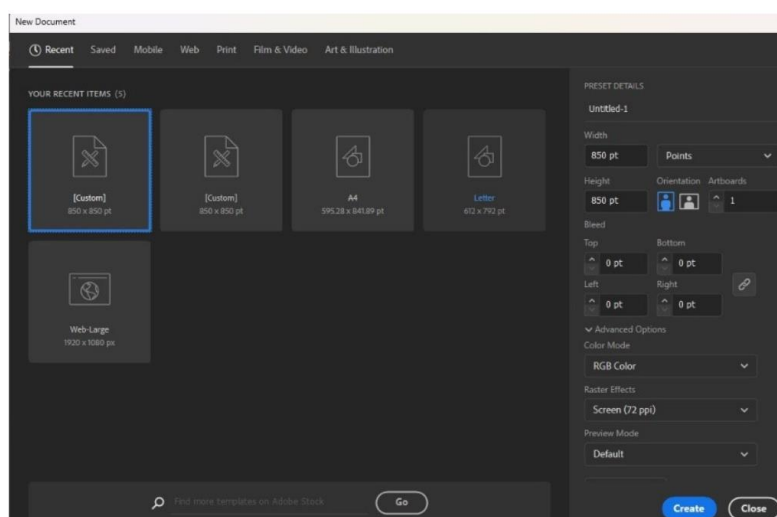 New Document
Recent Saved Mobile Web Print Film & Video Art & Illustration
YOUR RECENT ITEMS (5)
[Custom]
850 x 850 pt
[Custom]
850 x 850 pt
A4
595.28 x 841.89 pt
Letter
612 x 792 pt
Web-Large
1920 x 1080 px
Find more templates on Adobe Stock
Go
PRESET DETAILS
Untitled-1
Width
850 pt Points
Height Orientation Artboards
850 pt 1
Bleed
Top Bottom
0 pt 0 pt
Left Right
0 pt 0 pt
Advanced Options
Color Mode
RGB Color
Raster Effects
Screen (72 ppi)
Preview Mode
Default
Create Close